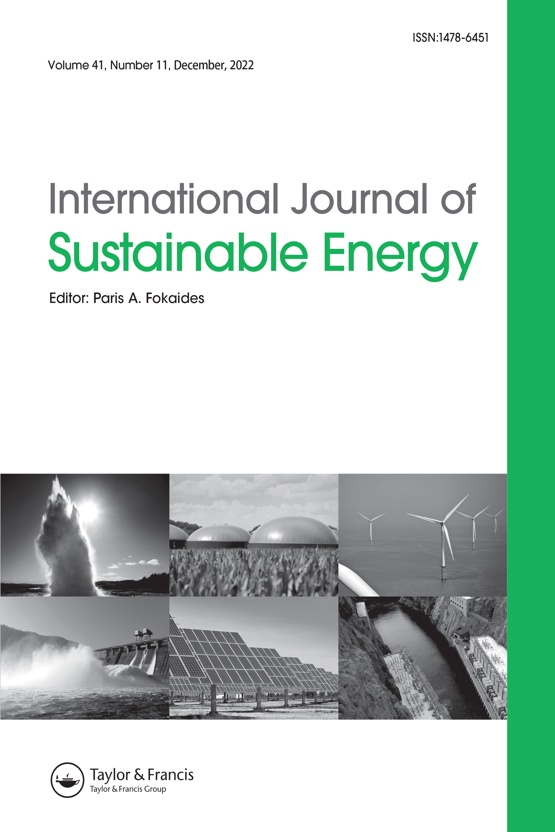 ISSN:1478-6451
Volume 41, Number 11, December, 2022
International Journal of
Sustainable Energy
Editor: Paris A. Fokaides
Taylor & Francis
Taylor & Francis Group